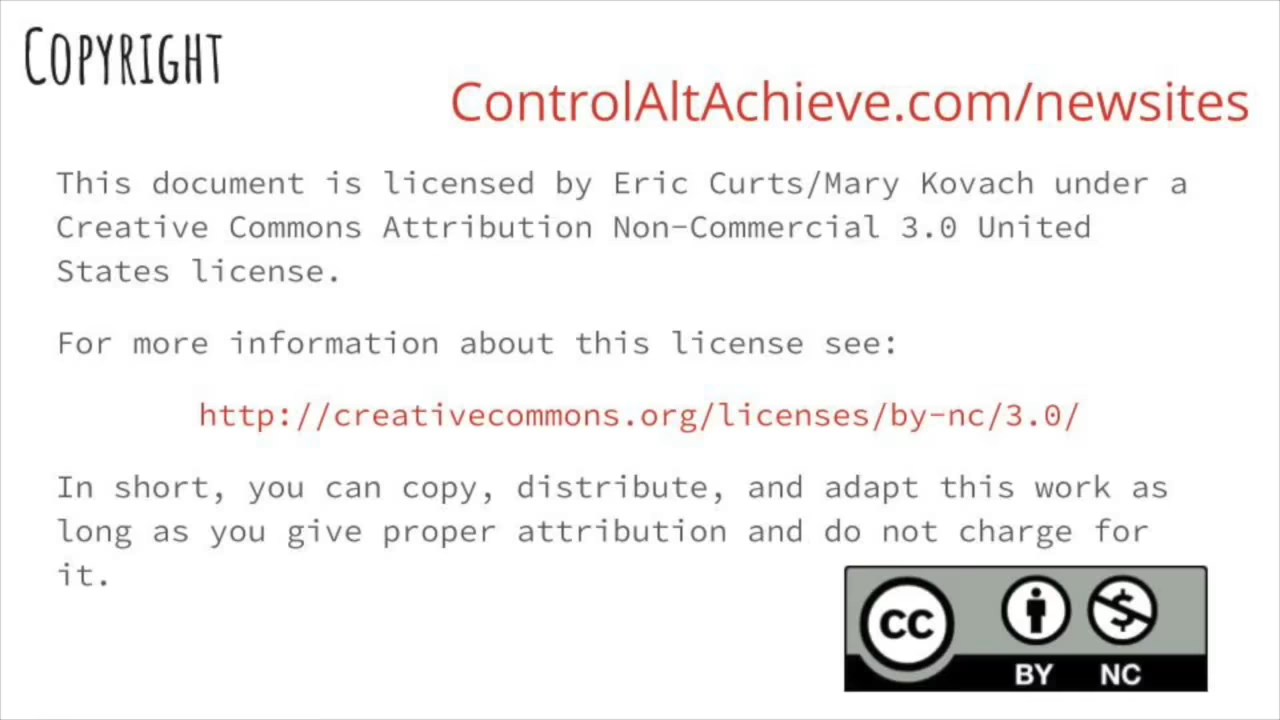 COPYRIGHT
ControlAltAchieve.com/newsites
This document is licensed by Eric Curts/Mary Kovach under a
Creative Commons Attribution Non-Commercial 3.0 United
States license.
For more information about this license see:
http://creativecommons.org/licenses/by-nc/3.0/
In short, you can copy, distribute, and adapt this work as
long as you give proper attribution and do not charge for
it.
CC
BY NC